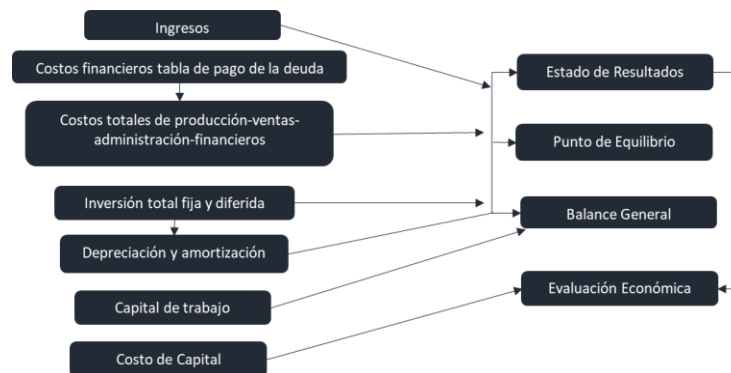 Ingresos
Costos financieros tabla de pago de la deuda
Costos totales de producción-ventas-
administración-financieros
Inversión total fija y diferida
Depreciación y amortización
Capital de trabajo
Costo de Capital
Estado de Resultados
Punto de Equilibrio
Balance General
Evaluación Económica